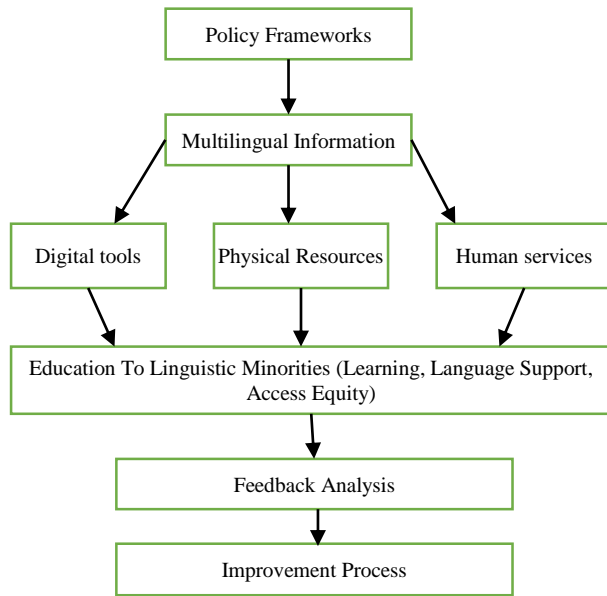 Policy Frameworks
Multilingual Information
Digital tools
Physical Resources
Human services
Education To Linguistic Minorities (Learning, Language Support,
Access Equity)
Feedback Analysis
Improvement Process